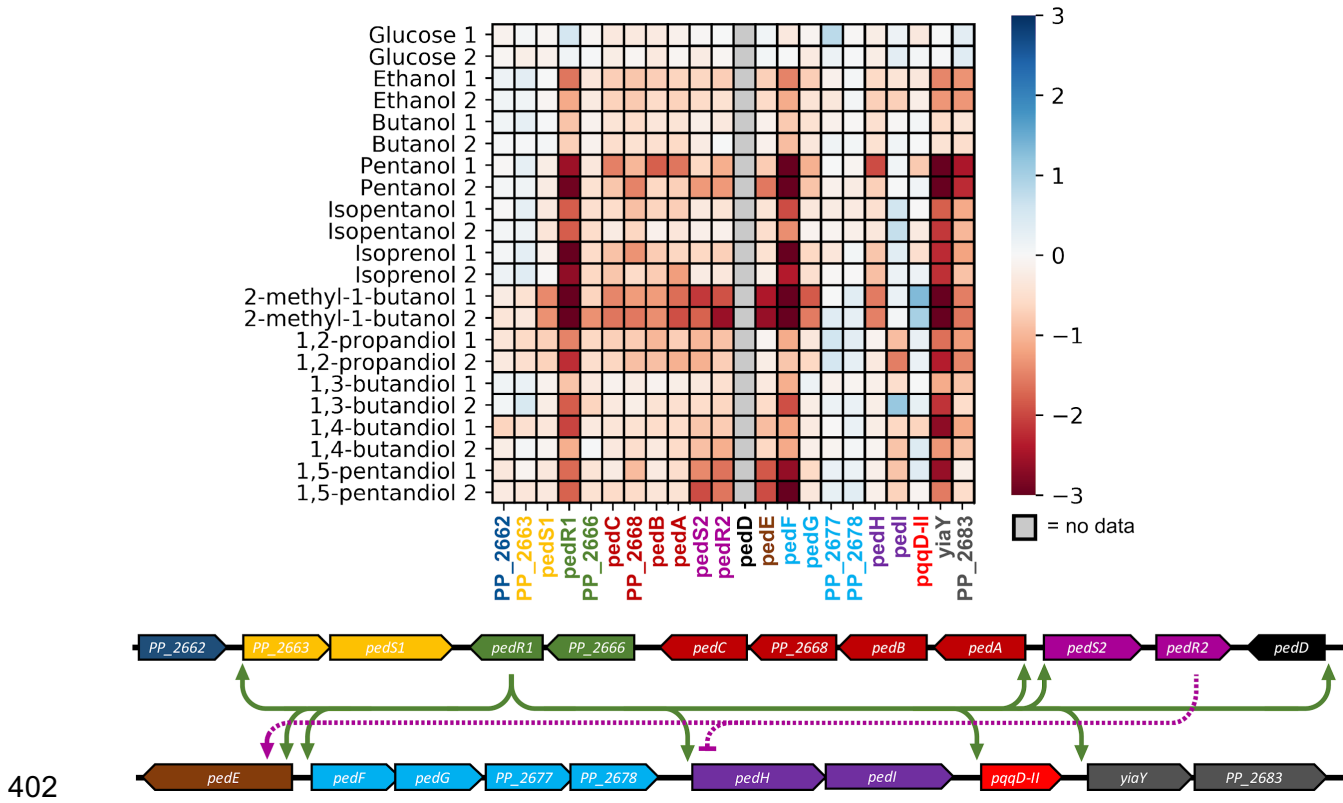 Glucose 1
Glucose 2
Ethanol 1
Ethanol 2
Butanol 1
Butanol 2
Pentanol 1
Pentanol 2
Isopentanol 1
Isopentanol 2
Isoprenol 1
Isoprenol 2
2-methyl-1-butanol 1
2-methyl-1-butanol 2
1,2-propandiol 1
1,2-propandiol 2
1,3-butandiol 1
1,3-butandiol 2
1,4-butandiol 1
1,4-butandiol 2
1,5-pentandiol 1
1,5-pentandiol 2
3
2
1
0
−1
−2
−3
= no data
PP_2662
PP_2663
pedS1
pedR1
PP_2666
pedC
PP_2668
pedB
pedA
pedS2
pedR2
pedD
pedE
pedF
pedG
PP_2677
PP_2678
pedH
pedI
pqqD-II
yiaY
PP_2683
PP_2662 PP_2663 pedS1 pedR1 PP_2666 pedC PP_2668 pedB pedA pedS2 pedR2 pedD
pedE pedF pedG PP_2677 PP_2678 pedH pedI pqqD-II yiaY PP_2683
402